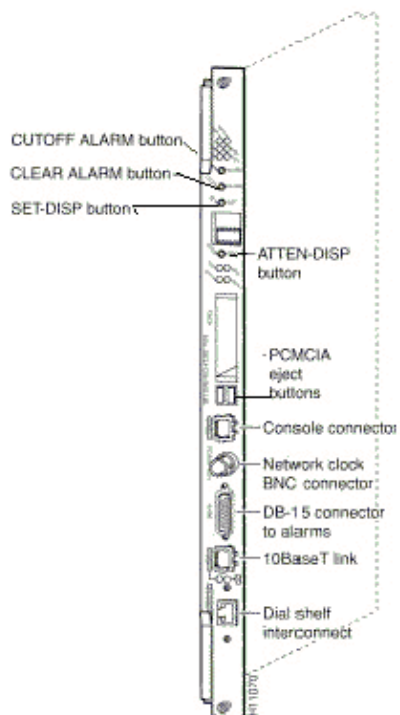 CUTOFF ALARM button
CLEAR ALARM button
SET-DISP button
ATTEN-DISP
button
PCMCIA
eject
buttons
Console connector
Network clock
BNC connector
DB-15 connector
to alarms
10BaseT link
Dial shelf
interconnect
H11070